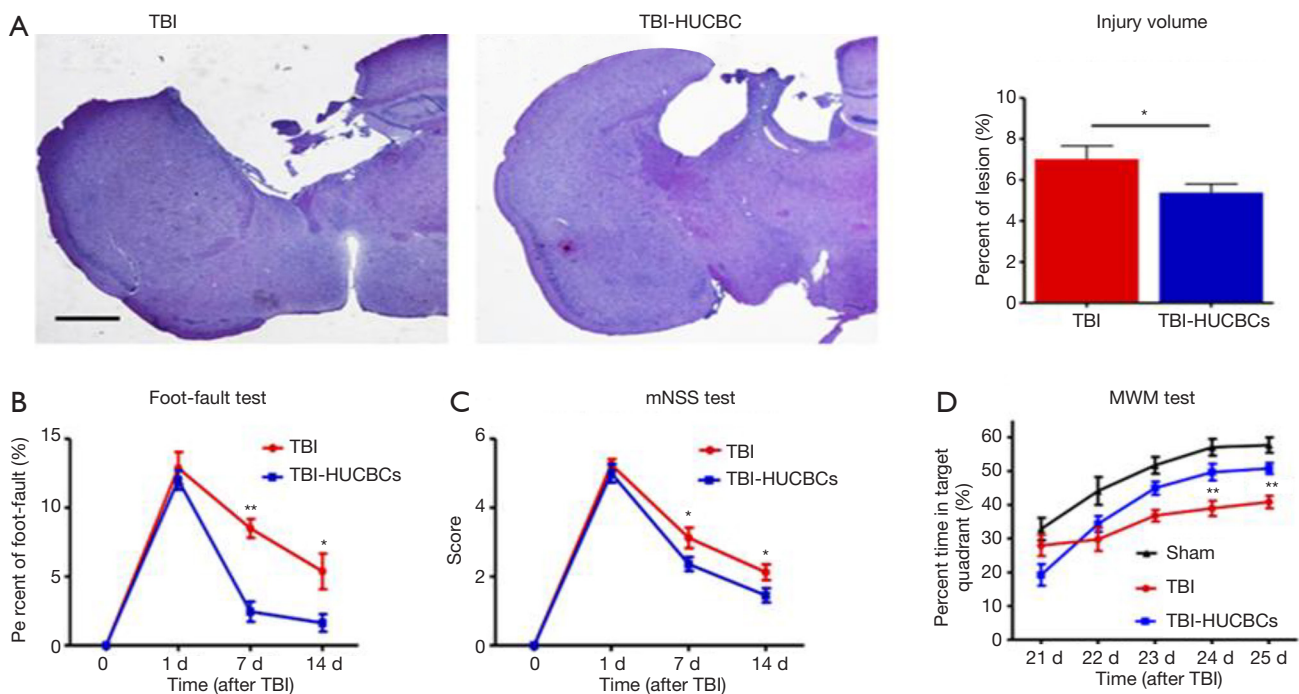 A
TBI
TBI-HUCBC
Injury volume
Percent of lesion (%)
10
8
6
4
2
0
*
TBI
TBI-HUCBCs
B
Foot-fault test
Pe rcent of foot-fault (%)
15
10
5
0
TBI
TBI-HUCBCs
**
*
0 1 d 7 d 14 d
Time (after TBI)
C
mNSS test
Score
6
4
2
0
TBI
TBI-HUCBCs
*
*
0 1 d 7 d 14 d
Time (after TBI)
D
MWM test
Percent time in target
quadrant (%)
60
50
40
30
20
10
0
**
**
Sham
TBI
TBI-HUCBCs
21 d 22 d 23 d 24 d 25 d
Time (after TBI)